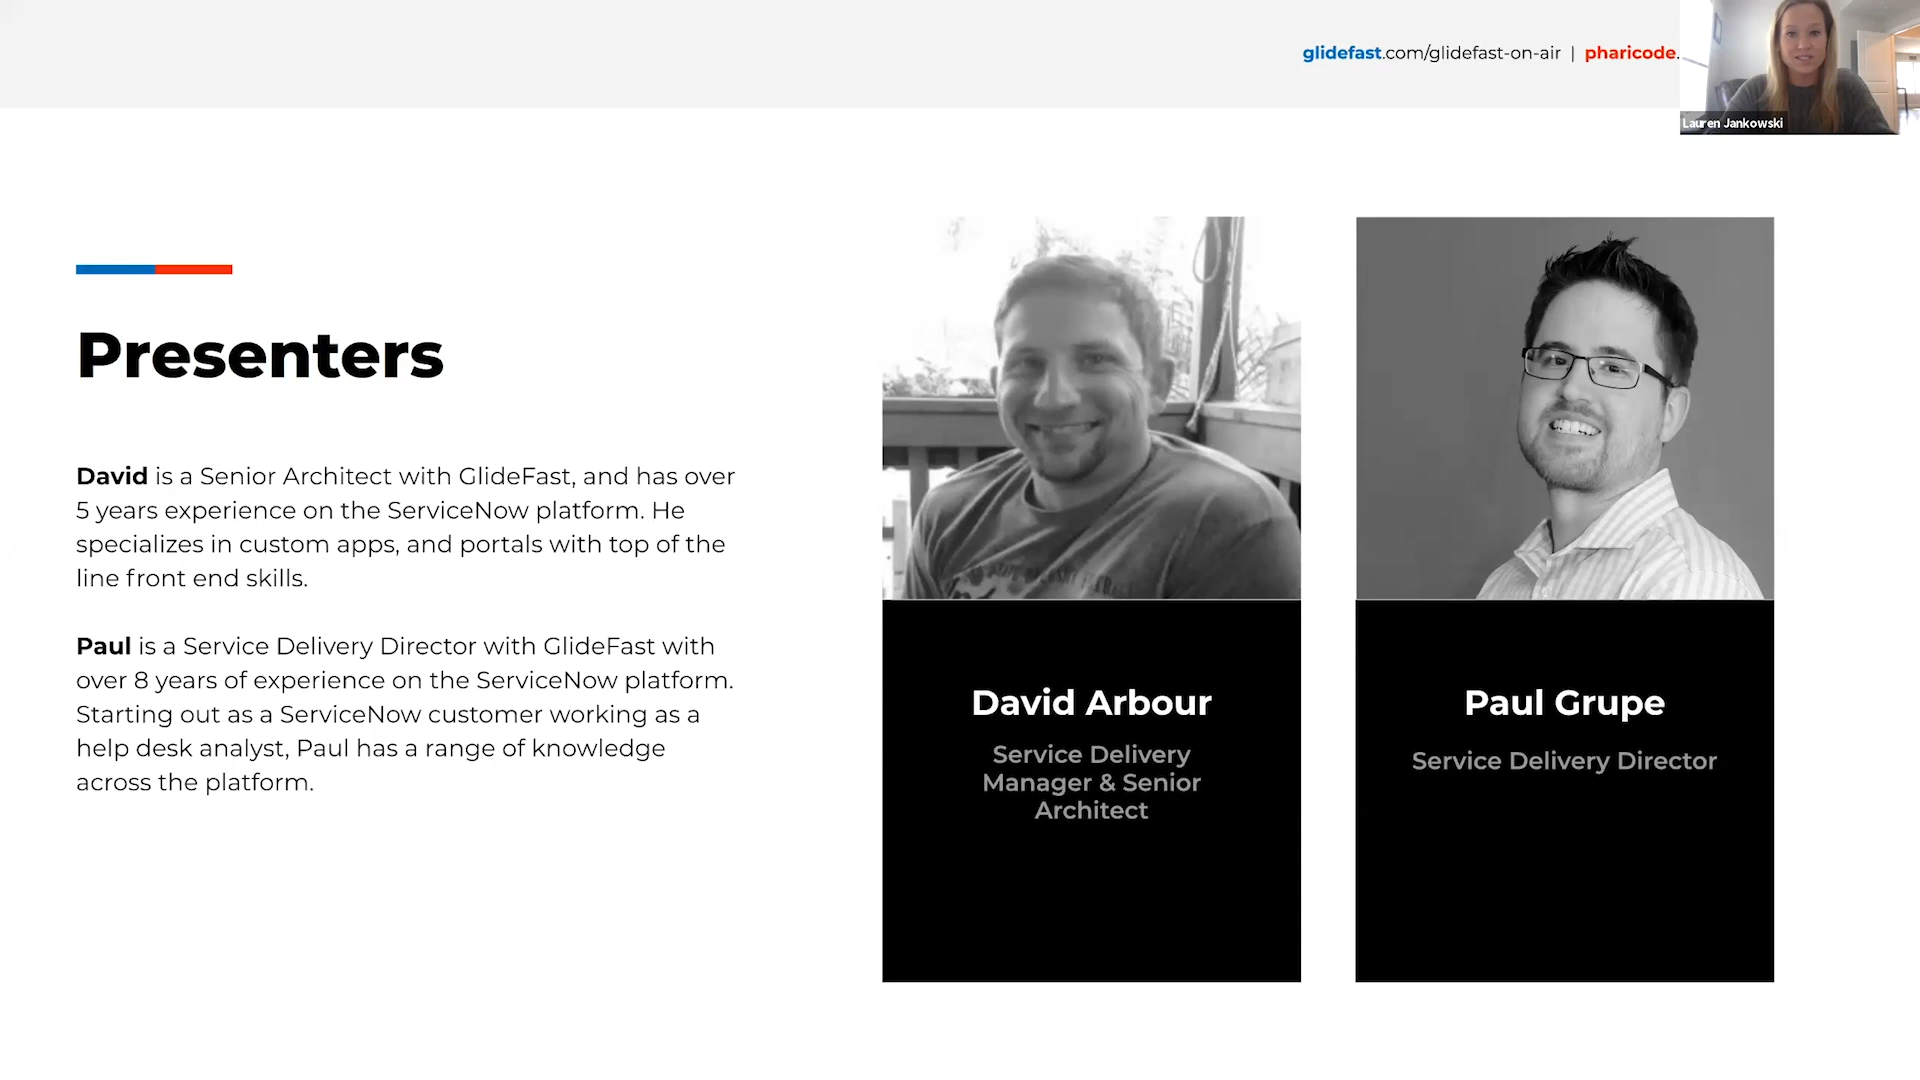 glidefast.com/glidefast-on-air | pharicode.
Lauren Jankowski
Presenters
David is a Senior Architect with GlideFast, and has over
5 years experience on the ServiceNow platform. He
specializes in custom apps, and portals with top of the
line front end skills.
Paul is a Service Delivery Director with GlideFast with
over 8 years of experience on the ServiceNow platform.
Starting out as a ServiceNow customer working as a
help desk analyst, Paul has a range of knowledge
across the platform.
David Arbour
Service Delivery
Manager & Senior
Architect
Paul Grupe
Service Delivery Director